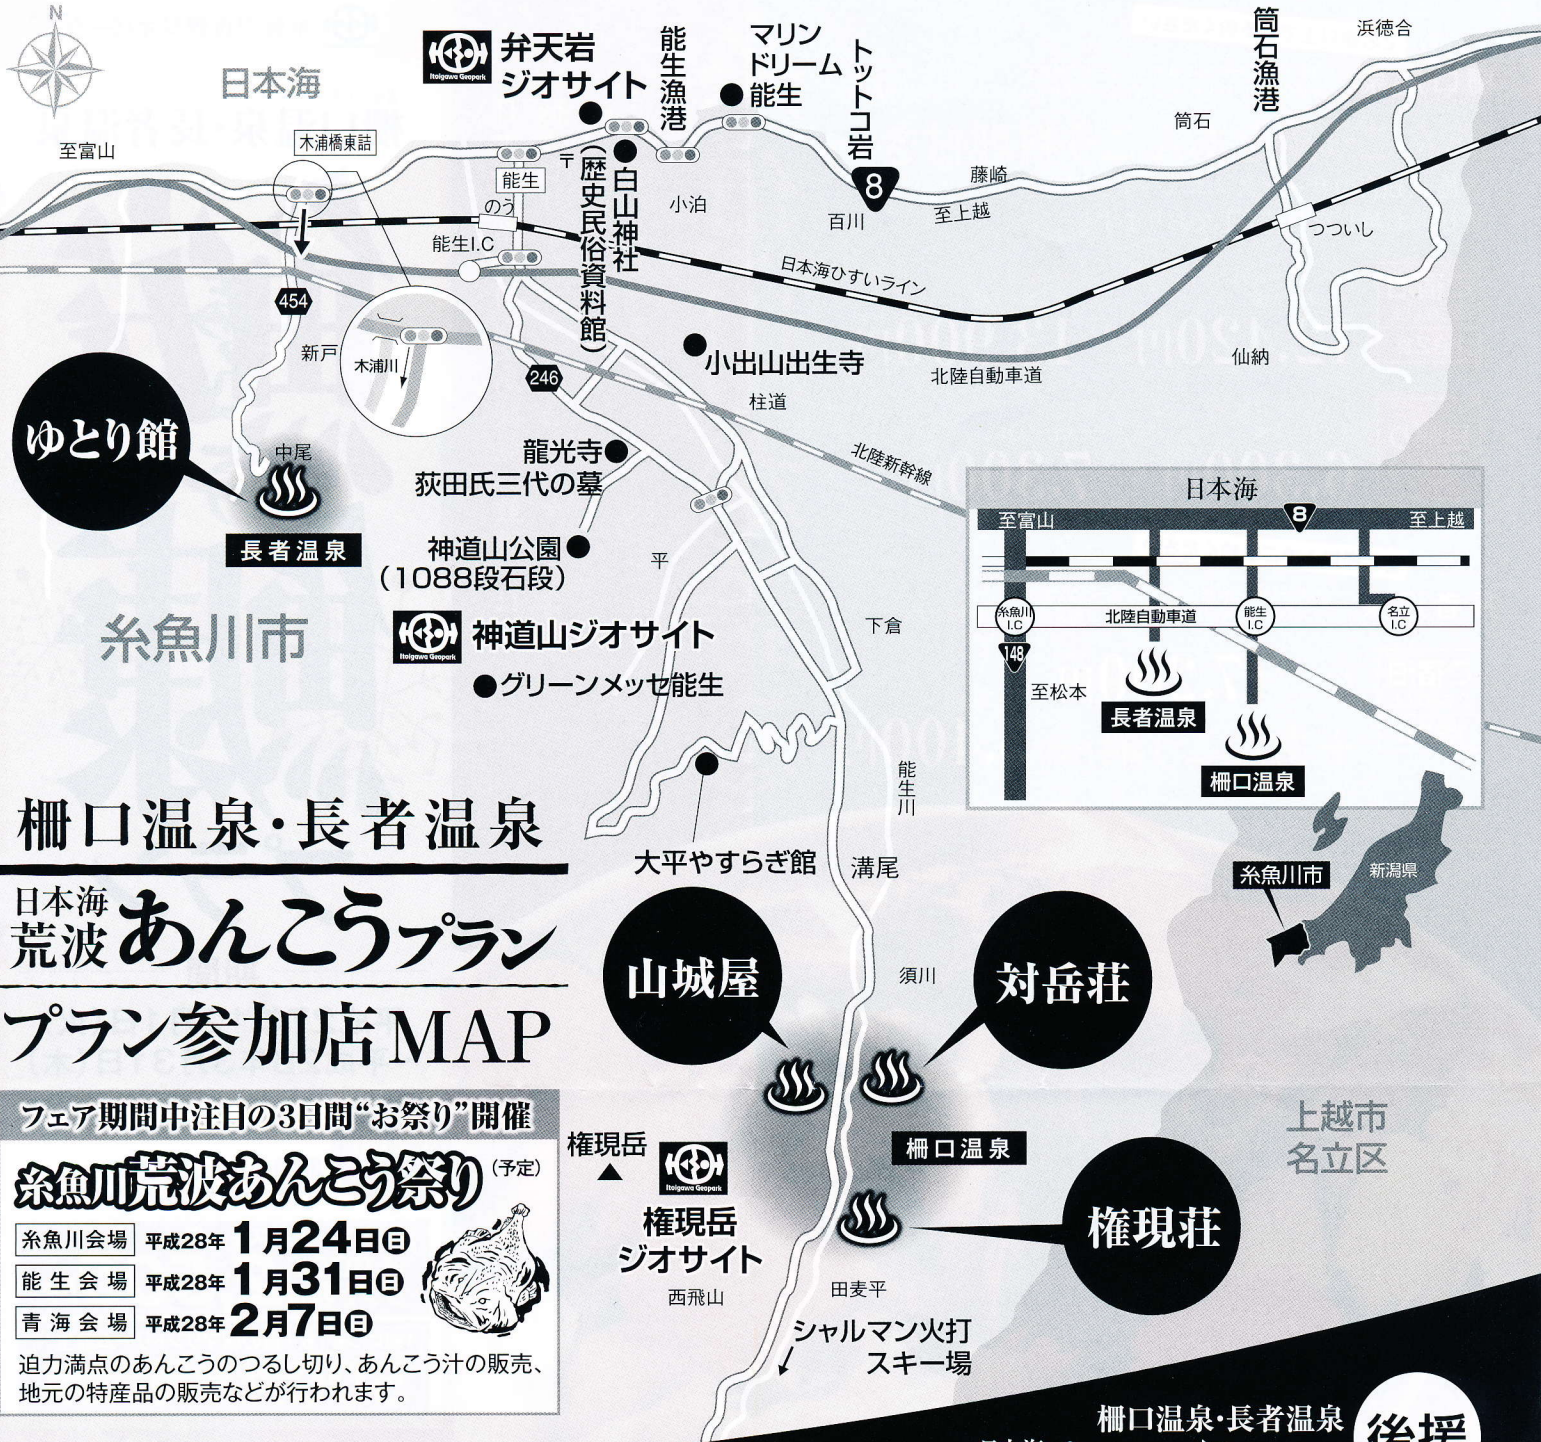 N
日本海
至富山
木浦橋東詰
Itoigawa Geopark
弁天岩
ジオサイト
能生漁港
マリン
ドリーム
能生
トットコ岩
筒石漁港
浜徳合
筒石
藤崎
8
至上越
百川
小泊
白山神社
(歴史民俗資料館)
〒
能生
のう
能生I.C
つついし
日本海ひすいライン
454
新戸
木浦川
246
小出山出生寺
柱道
北陸自動車道
仙納
北陸新幹線
ゆとり館
中尾
長者温泉
龍光寺
荻田氏三代の墓
神道山公園
(1088段石段)
平
糸魚川市
Itoigawa Geopark
神道山ジオサイト
グリーンメッセ能生
下倉
能生川
大平やすらぎ館
溝尾
日本海
至富山
8
至上越
糸魚川
I.C
北陸自動車道
能生
I.C
名立
I.C
148
至松本
長者温泉
柵口温泉
糸魚川市
新潟県
柵口温泉・長者温泉
日本海
荒波
あんこうプラン
プラン参加店MAP
山城屋
須川
対岳荘
柵口温泉
権現荘
権現岳
Itoigawa Geopark
権現岳
ジオサイト
西飛山
田麦平
シャルマン火打
スキー場
上越市
名立区
フェア期間中注目の3日間“お祭り”開催
糸魚川荒波あんこう祭り(予定)
糸魚川会場 平成28年1月24日日
能生会場 平成28年1月31日日
青海会場 平成28年2月7日日
迫力満点のあんこうのつるし切り、あんこう汁の販売、
地元の特産品の販売などが行われます。
柵口温泉・長者温泉
後援